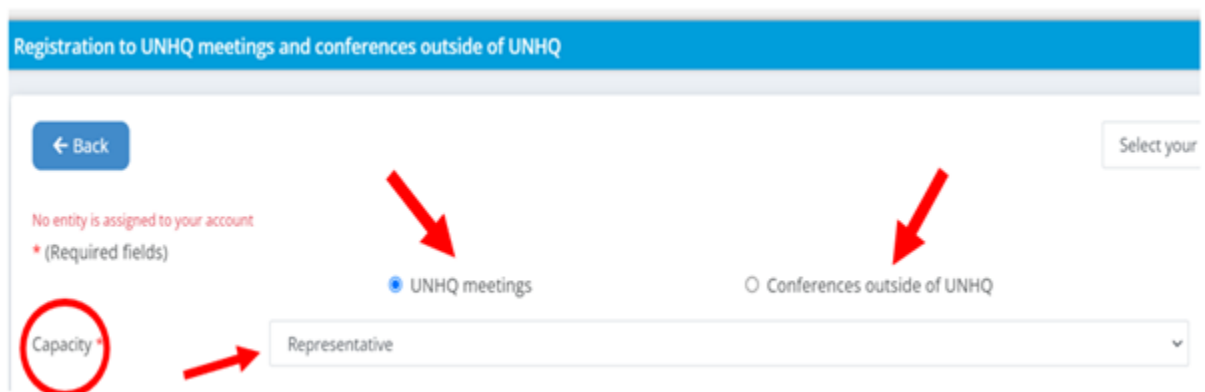 Registration to UNHQ meetings and conferences outside of UNHQ
← Back
Select your
No entity is assigned to your account
* (Required fields)
UNHQ meetings
Conferences outside of UNHQ
Capacity *
Representative